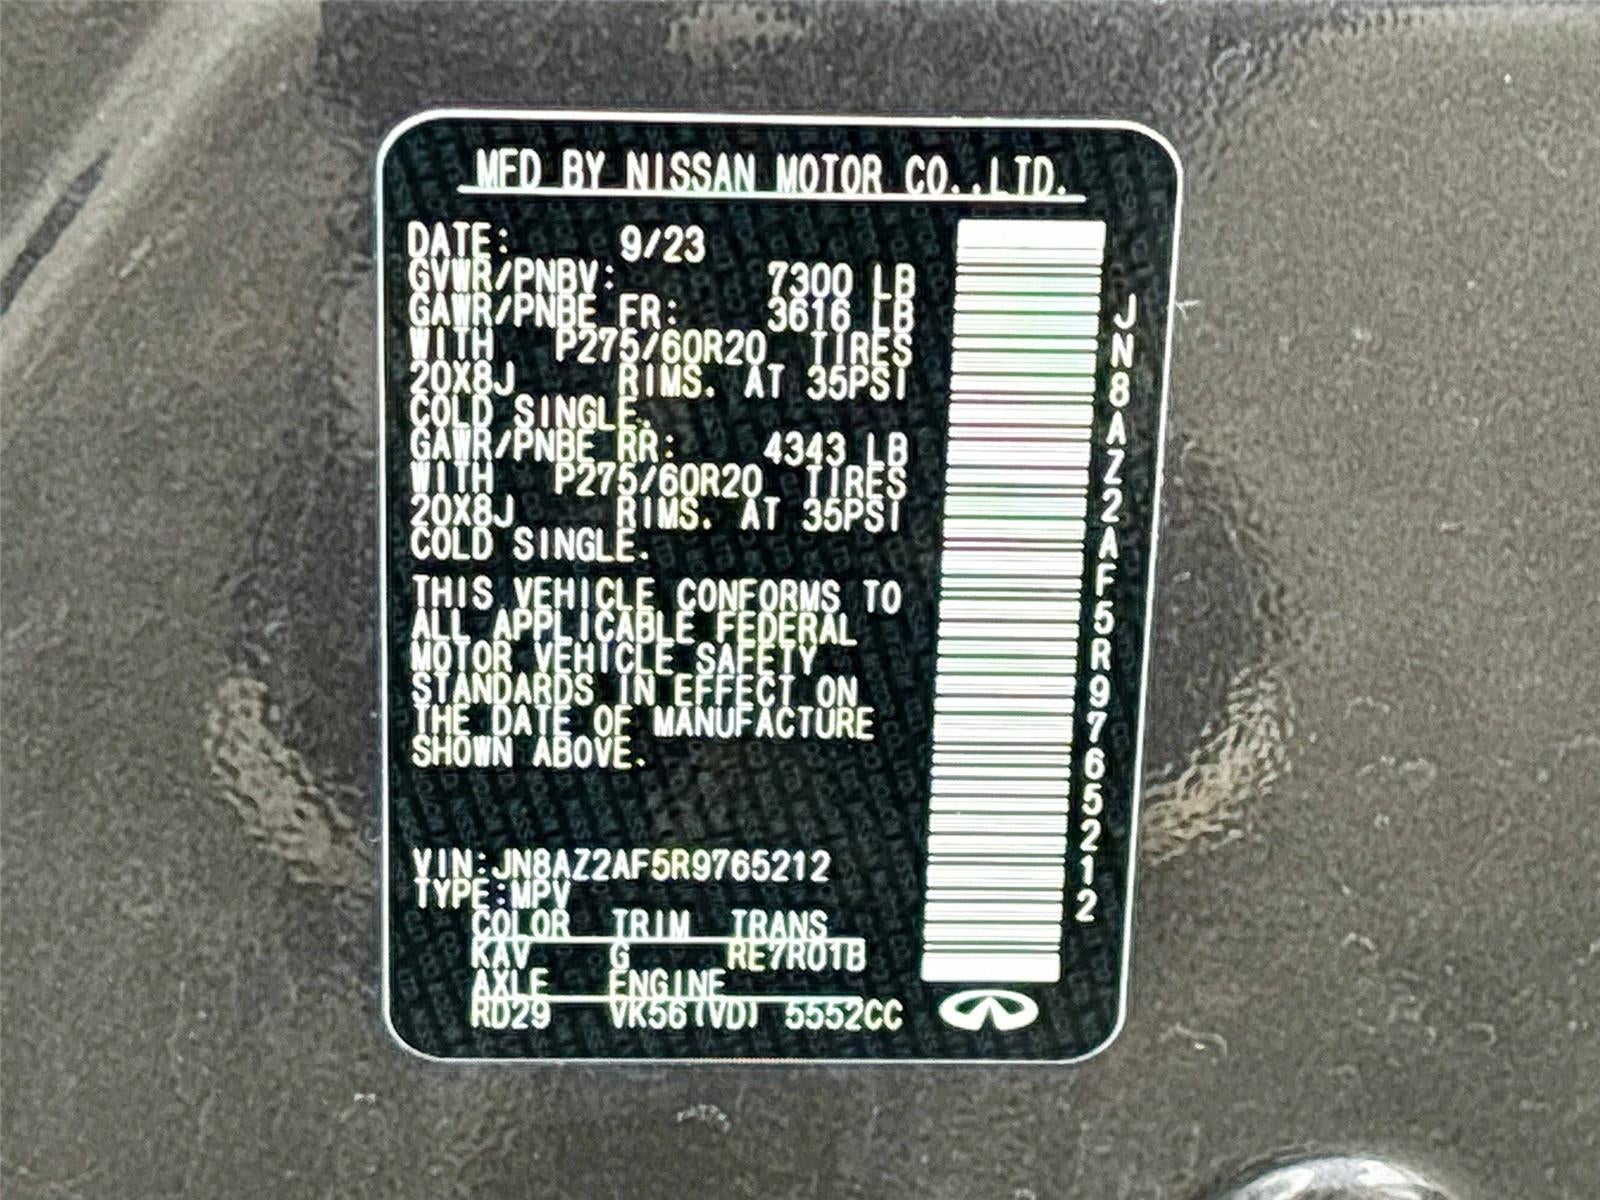 MFD BY NISSAN MOTOR CO.,LTD.
DATE: 9/23
GVWR/PNBV: 7300 LB
GAWR/PNBE FR: 3616 LB
WITH P275/60R20 TIRES
20X8J RIMS. AT 35PSI
COLD SINGLE.
GAWR/PNBE RR: 4343 LB
WITH P275/60R20 TIRES
20X8J RIMS. AT 35PSI
COLD SINGLE.
THIS VEHICLE CONFORMS TO
ALL APPLICABLE FEDERAL
MOTOR VEHICLE SAFETY
STANDARDS IN EFFECT ON
THE DATE OF MANUFACTURE
SHOWN ABOVE.
VIN:JN8AZ2AF5R9765212
TYPE:MPV
COLOR TRIM TRANS
KAV G RE7R01B
AXLE ENGINE
RD29 VK56(VD) 5552CC
JN8AZ2AF5R9765212